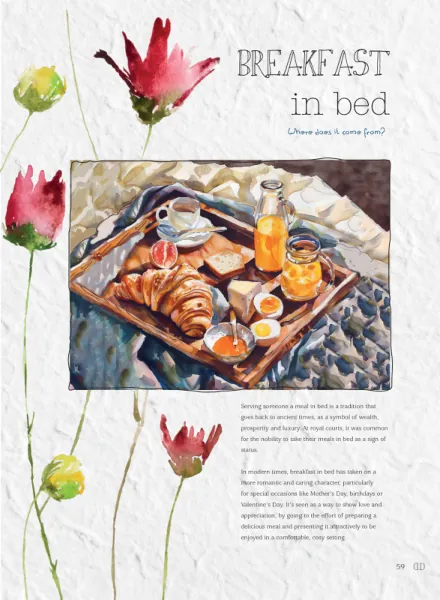 BREAKFAST
in bed
Where does it come from?
Serving someone a meal in bed is a tradition that
goes back to ancient times, as a symbol of wealth,
prosperity and luxury. At royal courts, it was common
for the nobility to take their meals in bed as a sign of
status.
In modern times, breakfast in bed has taken on a
more romantic and caring character, particularly
for special occasions like Mother's Day, birthdays or
Valentine's Day. It's seen as a way to show love and
appreciation, by going to the effort of preparing a
delicious meal and presenting it attractively to be
enjoyed in a comfortable, cosy setting.
59